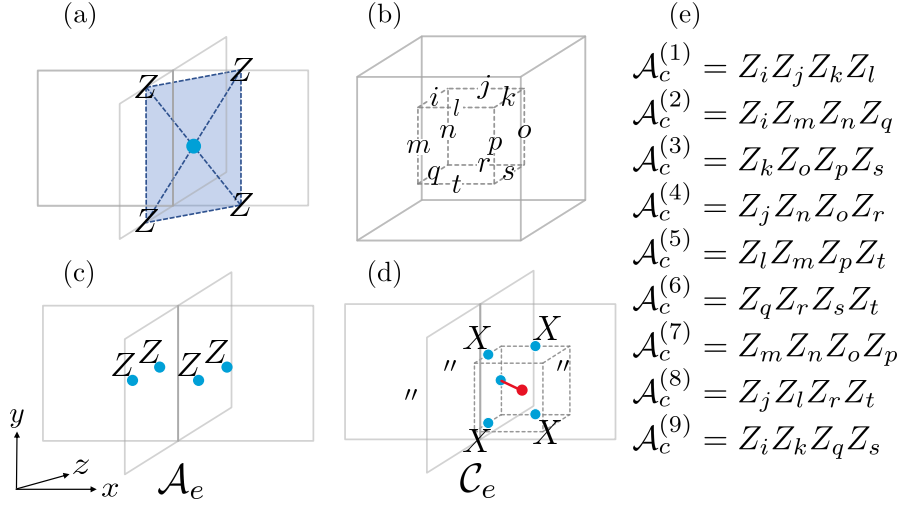 (a)
Z
Z
Z
Z
(b)
i
j
k
l
m
n
o
p
q
r
s
t
(c)
Z Z Z Z
y
z
x
𝒜_e
(d)
X X
" " "
X X
𝒞_e
(e)
𝒜_c^{(1)} = Z_i Z_j Z_k Z_l
𝒜_c^{(2)} = Z_i Z_m Z_n Z_q
𝒜_c^{(3)} = Z_k Z_o Z_p Z_s
𝒜_c^{(4)} = Z_j Z_n Z_o Z_r
𝒜_c^{(5)} = Z_l Z_m Z_p Z_t
𝒜_c^{(6)} = Z_q Z_r Z_s Z_t
𝒜_c^{(7)} = Z_m Z_n Z_o Z_p
𝒜_c^{(8)} = Z_j Z_l Z_r Z_t
𝒜_c^{(9)} = Z_i Z_k Z_q Z_s